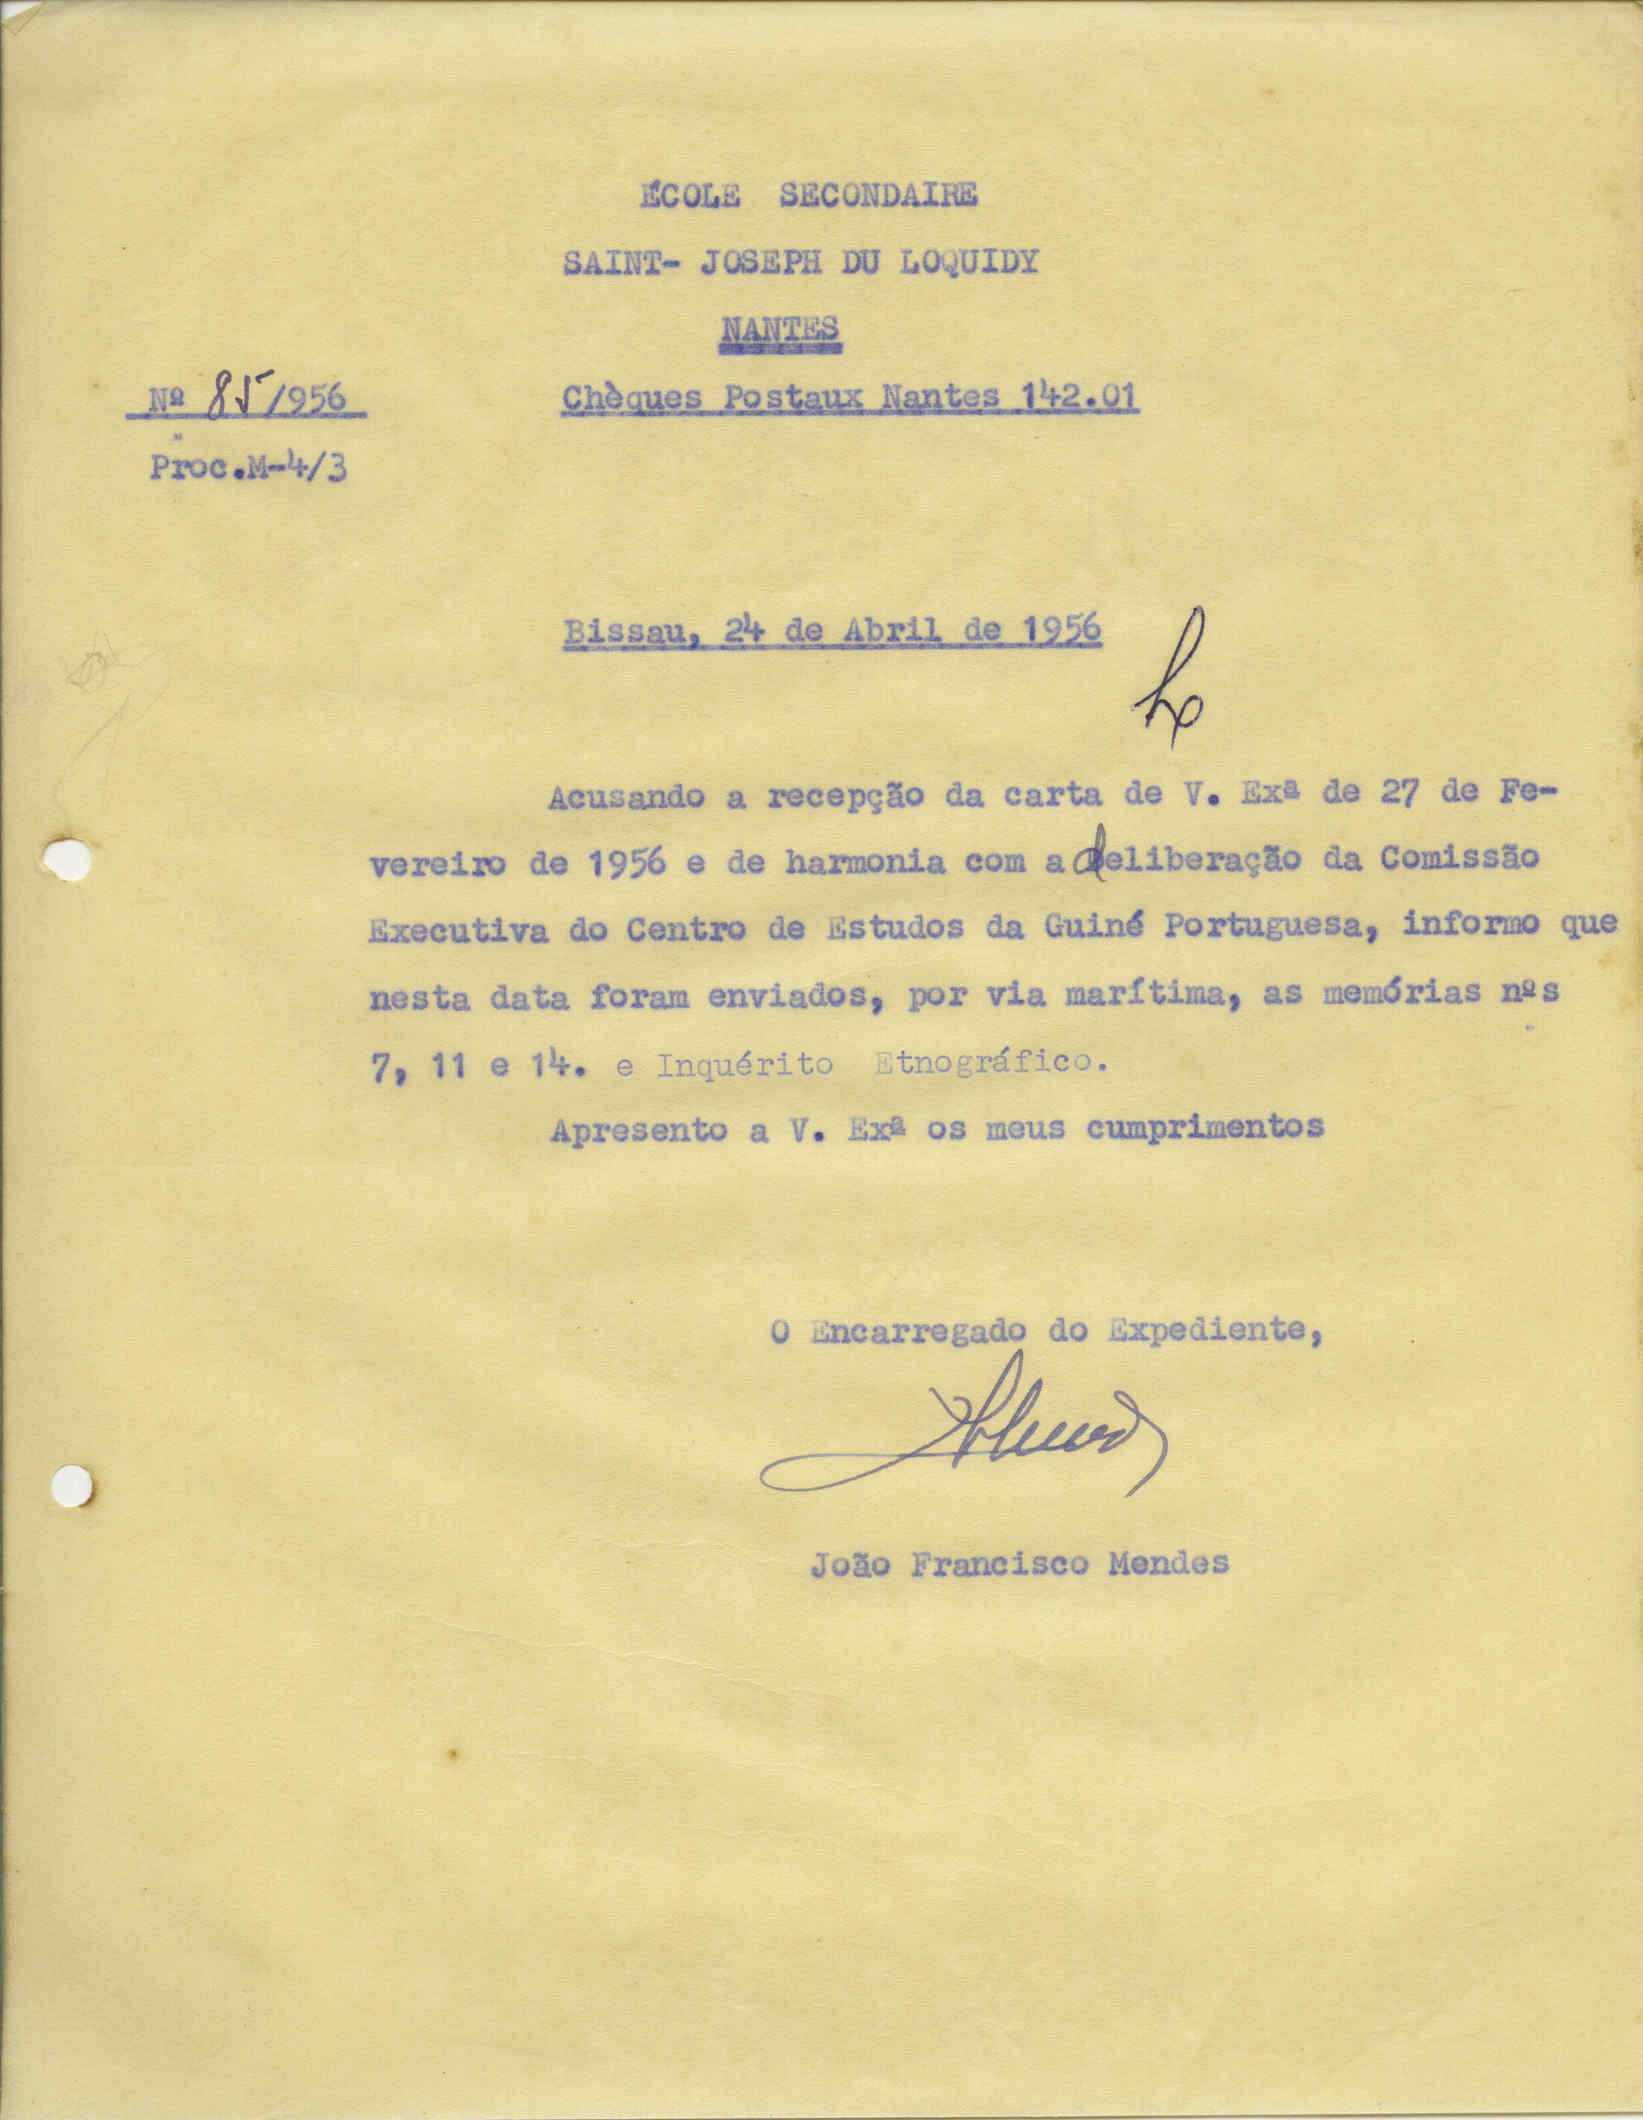 ÉCOLE SECONDAIRE
SAINT- JOSEPH DU LOQUIDY
NANTES
Nº 85/956
Chèques Postaux Nantes 142.01
Proc.M-4/3
Bissau, 24 de Abril de 1956
Acusando a recepção da carta de V. Exª de 27 de Fe-
vereiro de 1956 e de harmonia com a deliberação da Comissão
Executiva do Centro de Estudos da Guiné Portuguesa, informo que
nesta data foram enviados, por via marítima, as memórias nºs
7, 11 e 14. e Inquérito Etnográfico.
Apresento a V. Exª os meus cumprimentos
O Encarregado do Expediente,
João Francisco Mendes